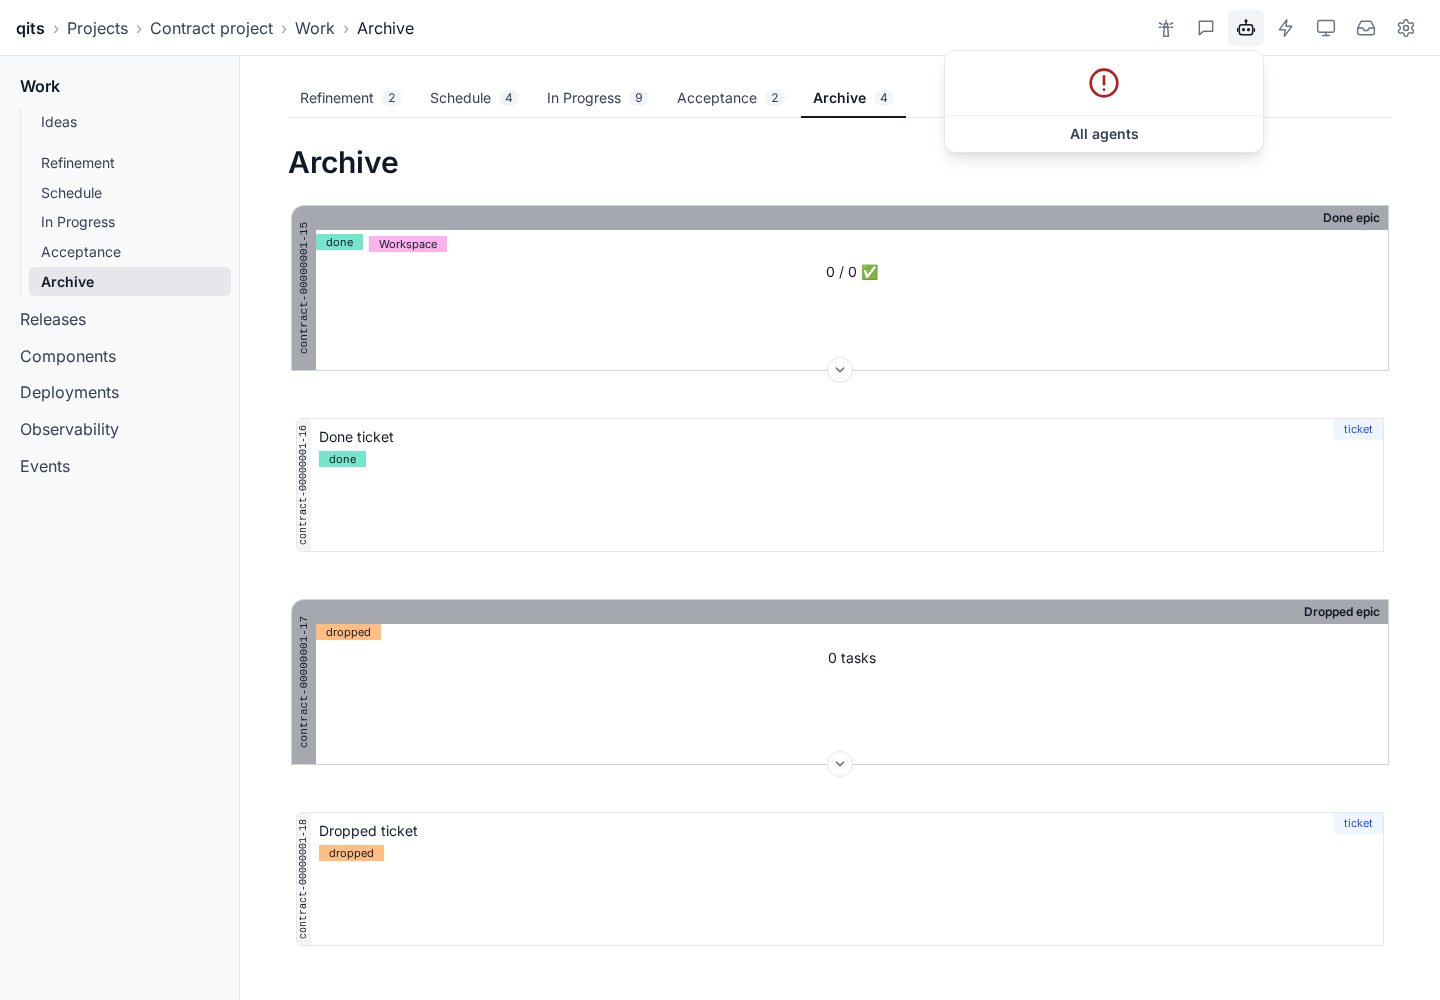 qits › Projects › Contract project › Work › Archive
All agents
Work
Ideas
Refinement
Schedule
In Progress
Acceptance
Archive
Releases
Components
Deployments
Observability
Events
Refinement 2
Schedule 4
In Progress 9
Acceptance 2
Archive 4
Archive
contract-00000001-15
Done epic
done
Workspace
0 / 0 ✅
contract-00000001-16
Done ticket
ticket
done
contract-00000001-17
Dropped epic
dropped
0 tasks
contract-00000001-18
Dropped ticket
ticket
dropped